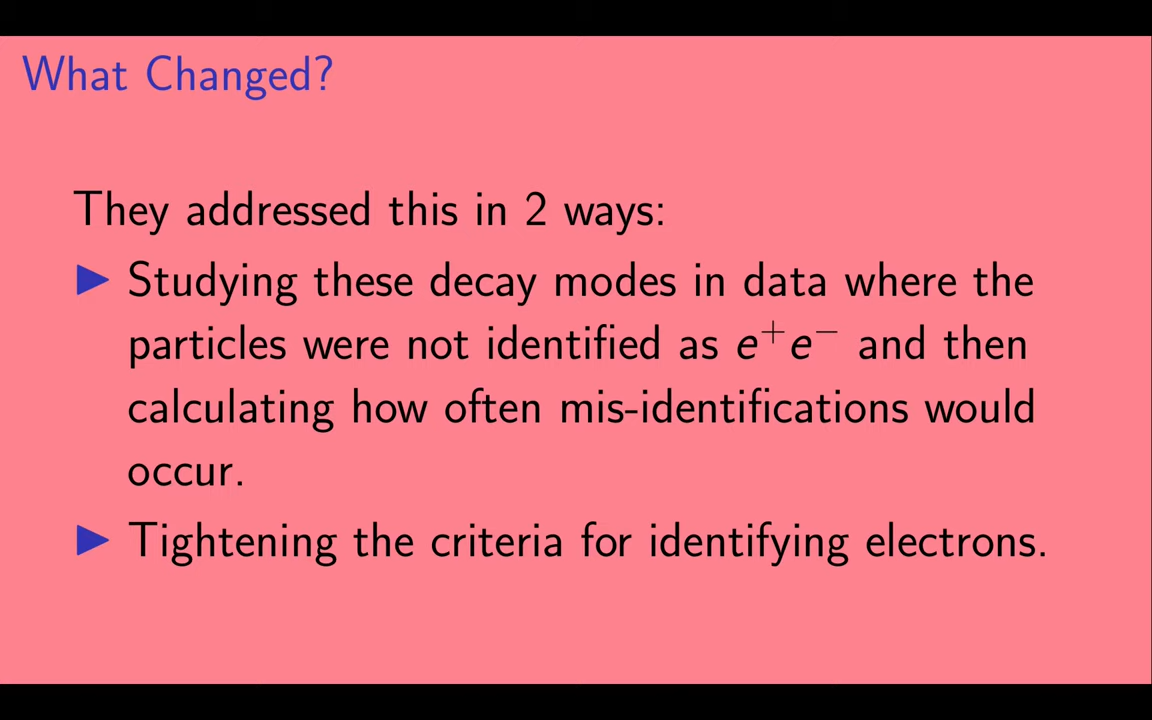 What Changed?
They addressed this in 2 ways:
▶ Studying these decay modes in data where the
particles were not identified as e⁺e⁻ and then
calculating how often mis-identifications would
occur.
▶ Tightening the criteria for identifying electrons.